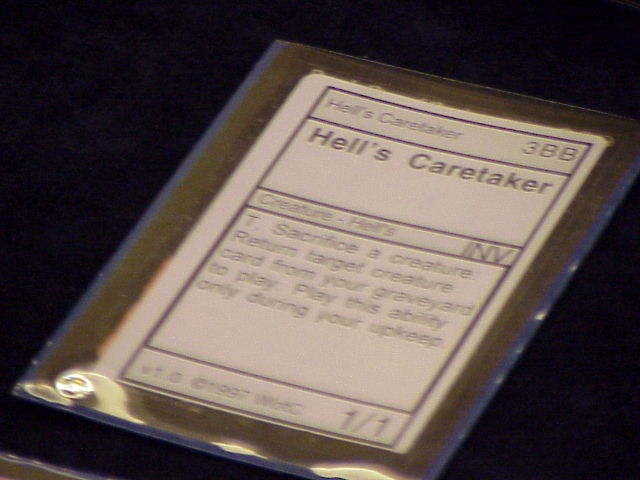 Hell's Caretaker 3BB
Hell's Caretaker
Creature - Hell's INV
T, Sacrifice a creature:
Return target creature
card from your graveyard
to play. Play this ability
only during your upkeep.
v1.0 ©1997 WotC 1/1